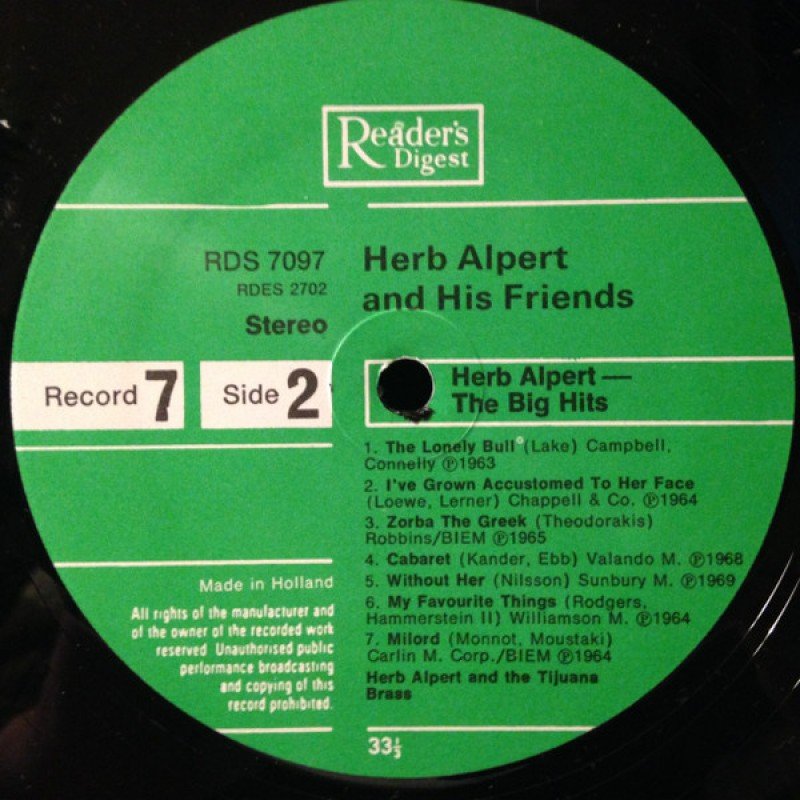 Reader's
Digest
RDS 7097
RDES 2702
Stereo
Herb Alpert
and His Friends
Record 7
Side 2
Herb Alpert —
The Big Hits
1. The Lonely Bull (Lake) Campbell,
Connelly ℗1963
2. I've Grown Accustomed To Her Face
(Loewe, Lerner) Chappell & Co. ℗1964
3. Zorba The Greek (Theodorakis)
Robbins/BIEM ℗1965
4. Cabaret (Kander, Ebb) Valando M. ℗1968
5. Without Her (Nilsson) Sunbury M. ℗1969
6. My Favourite Things (Rodgers,
Hammerstein II) Williamson M. ℗1964
7. Milord (Monnot, Moustaki)
Carlin M. Corp./BIEM ℗1964
Herb Alpert and the Tijuana
Brass
Made in Holland
All rights of the manufacturer and
of the owner of the recorded work
reserved. Unauthorised public
performance broadcasting
and copying of this
record prohibited.
33⅓